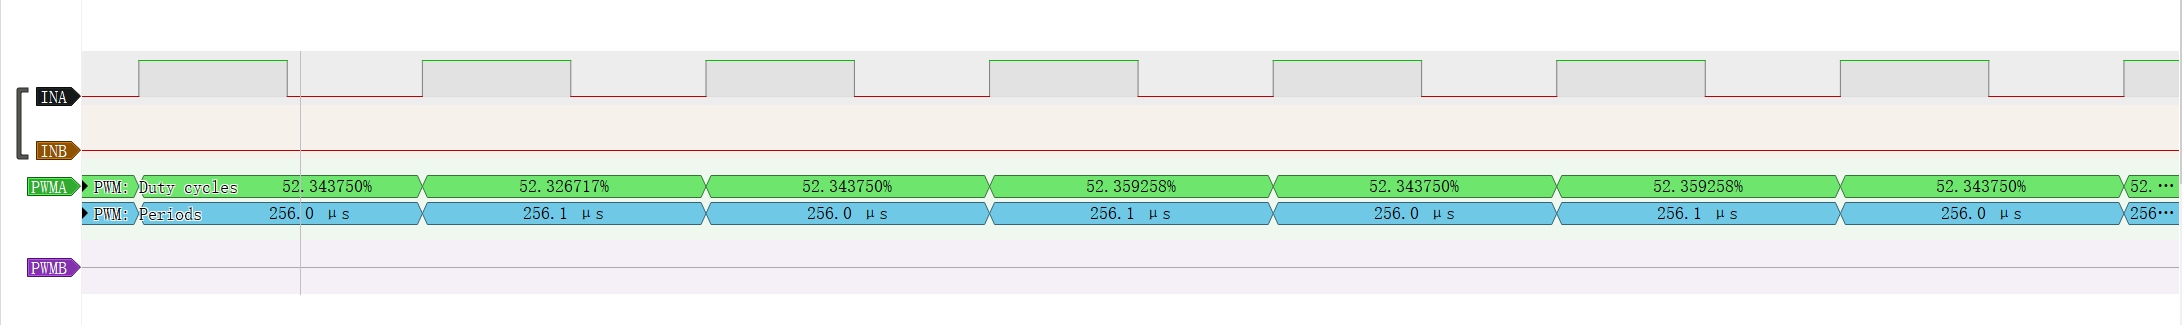 INA
INB
PWMA PWM: Duty cycles 52.343750% 52.326717% 52.343750% 52.359258% 52.343750% 52.359258% 52.343750% 52.···
PWM: Periods 256.0 μs 256.1 μs 256.0 μs 256.1 μs 256.0 μs 256.1 μs 256.0 μs 256···
PWMB